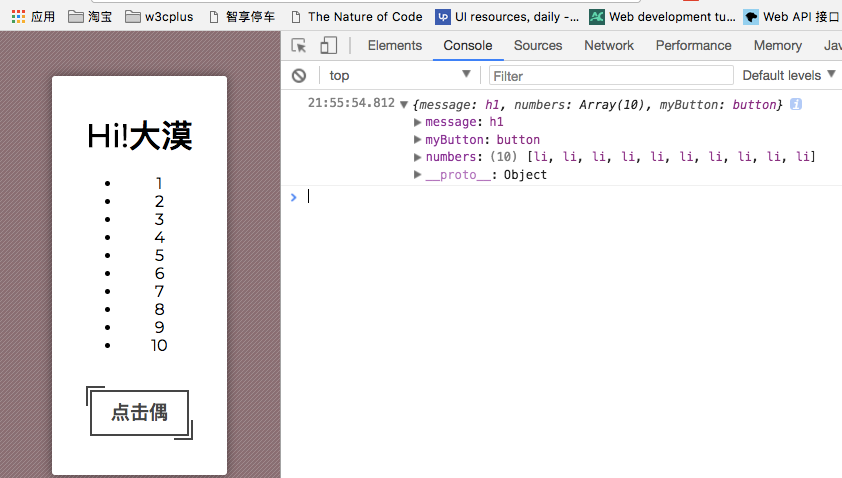 应用 淘宝 w3cplus 智享停车 The Nature of Code UI resources, daily -... Web development tu... Web API 接口
Elements Console Sources Network Performance Memory Jav
top Filter Default levels
21:55:54.812 {message: h1, numbers: Array(10), myButton: button}
message: h1
myButton: button
numbers: (10) [li, li, li, li, li, li, li, li, li, li]
__proto__: Object
Hi!大漠
1
2
3
4
5
6
7
8
9
10
点击偶